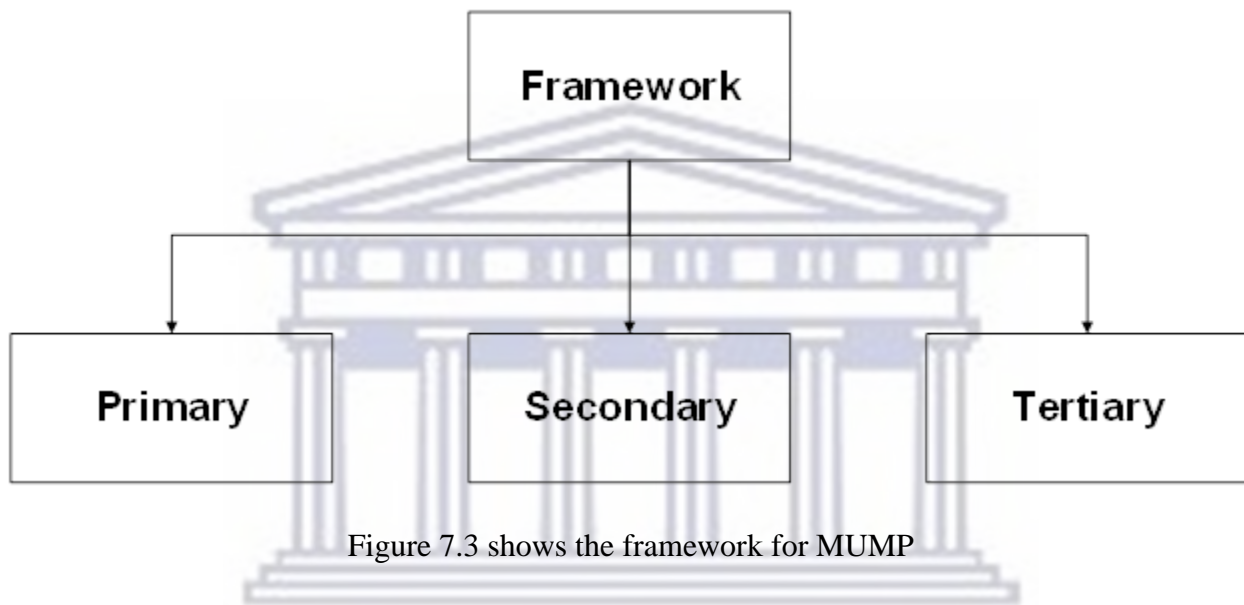 Framework
Primary
Secondary
Tertiary
Figure 7.3 shows the framework for MUMP